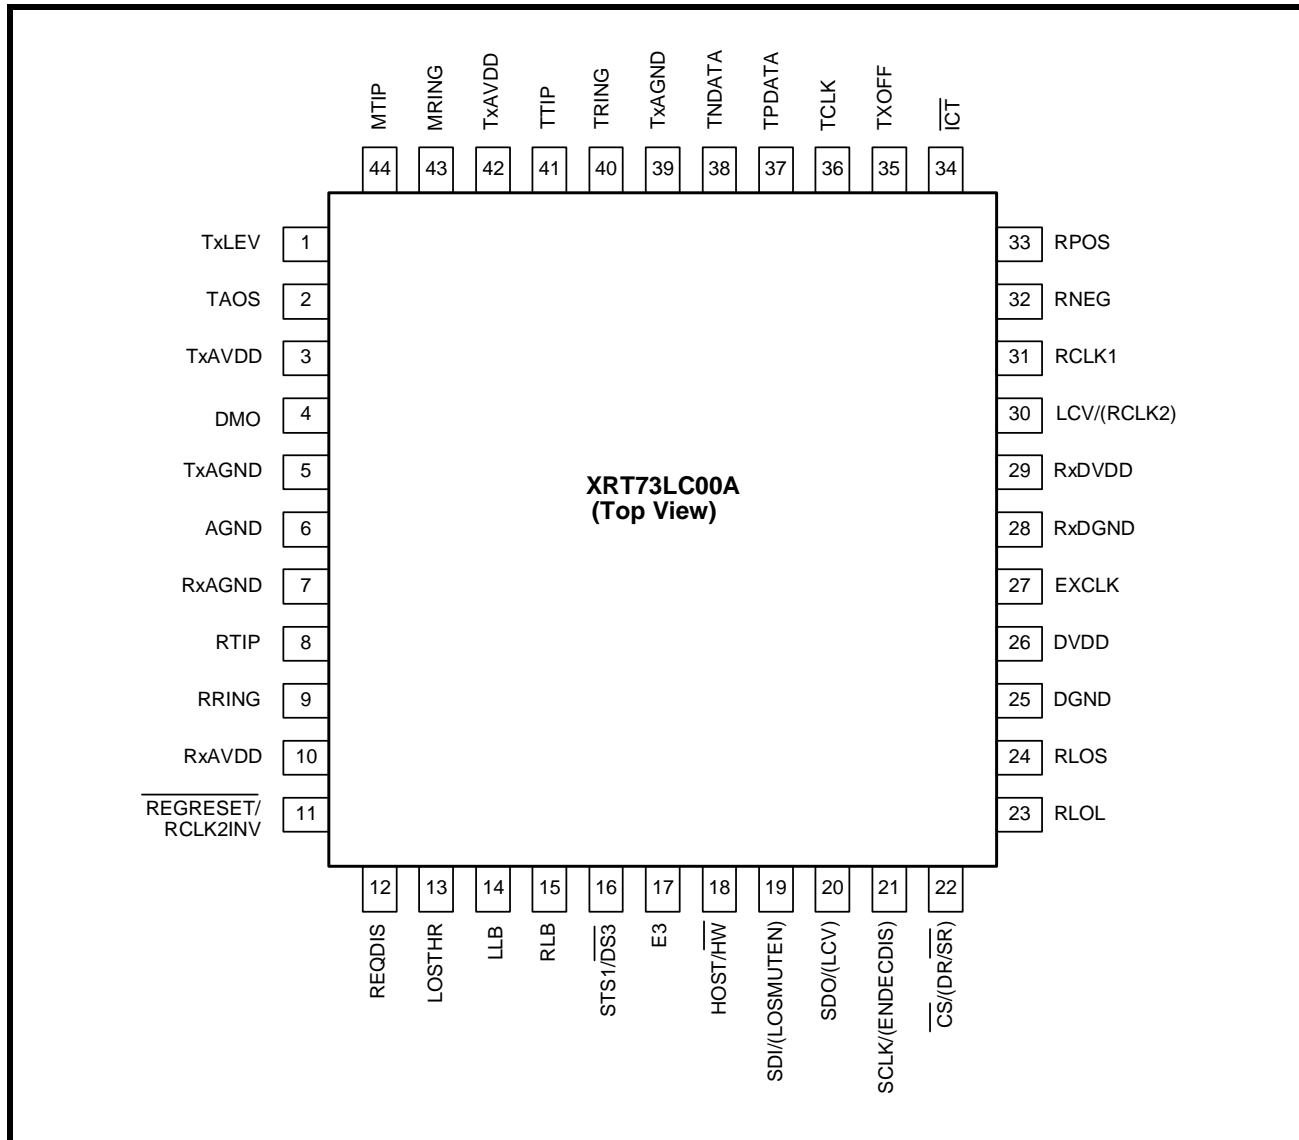 MTIP
MRING
TxAVDD
TTIP
TRING
TxAGND
TNDATA
TPDATA
TCLK
TXOFF
ICT
44
43
42
41
40
39
38
37
36
35
34
TxLEV 1
TAOS 2
TxAVDD 3
DMO 4
TxAGND 5
AGND 6
RxAGND 7
RTIP 8
RRING 9
RxAVDD 10
REGRESET/
RCLK2INV
11
XRT73LC00A
(Top View)
33 RPOS
32 RNEG
31 RCLK1
30 LCV/(RCLK2)
29 RxDVDD
28 RxDGND
27 EXCLK
26 DVDD
25 DGND
24 RLOS
23 RLOL
12
13
14
15
16
17
18
19
20
21
22
REQDIS
LOSTHR
LLB
RLB
STS1/DS3
E3
HOST/HW
SDI/(LOSMUTEN)
SDO/(LCV)
SCLK/(ENDECDIS)
CS/(DR/SR)